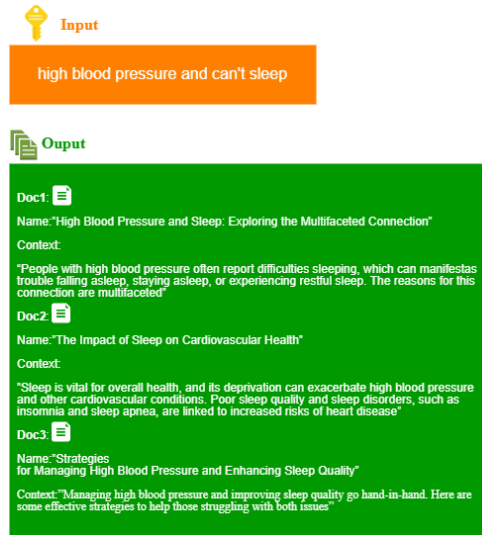 Input
high blood pressure and can't sleep
Ouput
Doc1:
Name:"High Blood Pressure and Sleep: Exploring the Multifaceted Connection"
Context:
"People with high blood pressure often report difficulties sleeping, which can manifestas
trouble falling asleep, staying asleep, or experiencing restful sleep. The reasons for this
connection are multifaceted"
Doc2:
Name:"The Impact of Sleep on Cardiovascular Health"
Context:
"Sleep is vital for overall health, and its deprivation can exacerbate high blood pressure
and other cardiovascular conditions. Poor sleep quality and sleep disorders, such as
insomnia and sleep apnea, are linked to increased risks of heart disease"
Doc3:
Name:"Strategies
for Managing High Blood Pressure and Enhancing Sleep Quality"
Context:"Managing high blood pressure and improving sleep quality go hand-in-hand. Here are
some effective strategies to help those struggling with both issues"